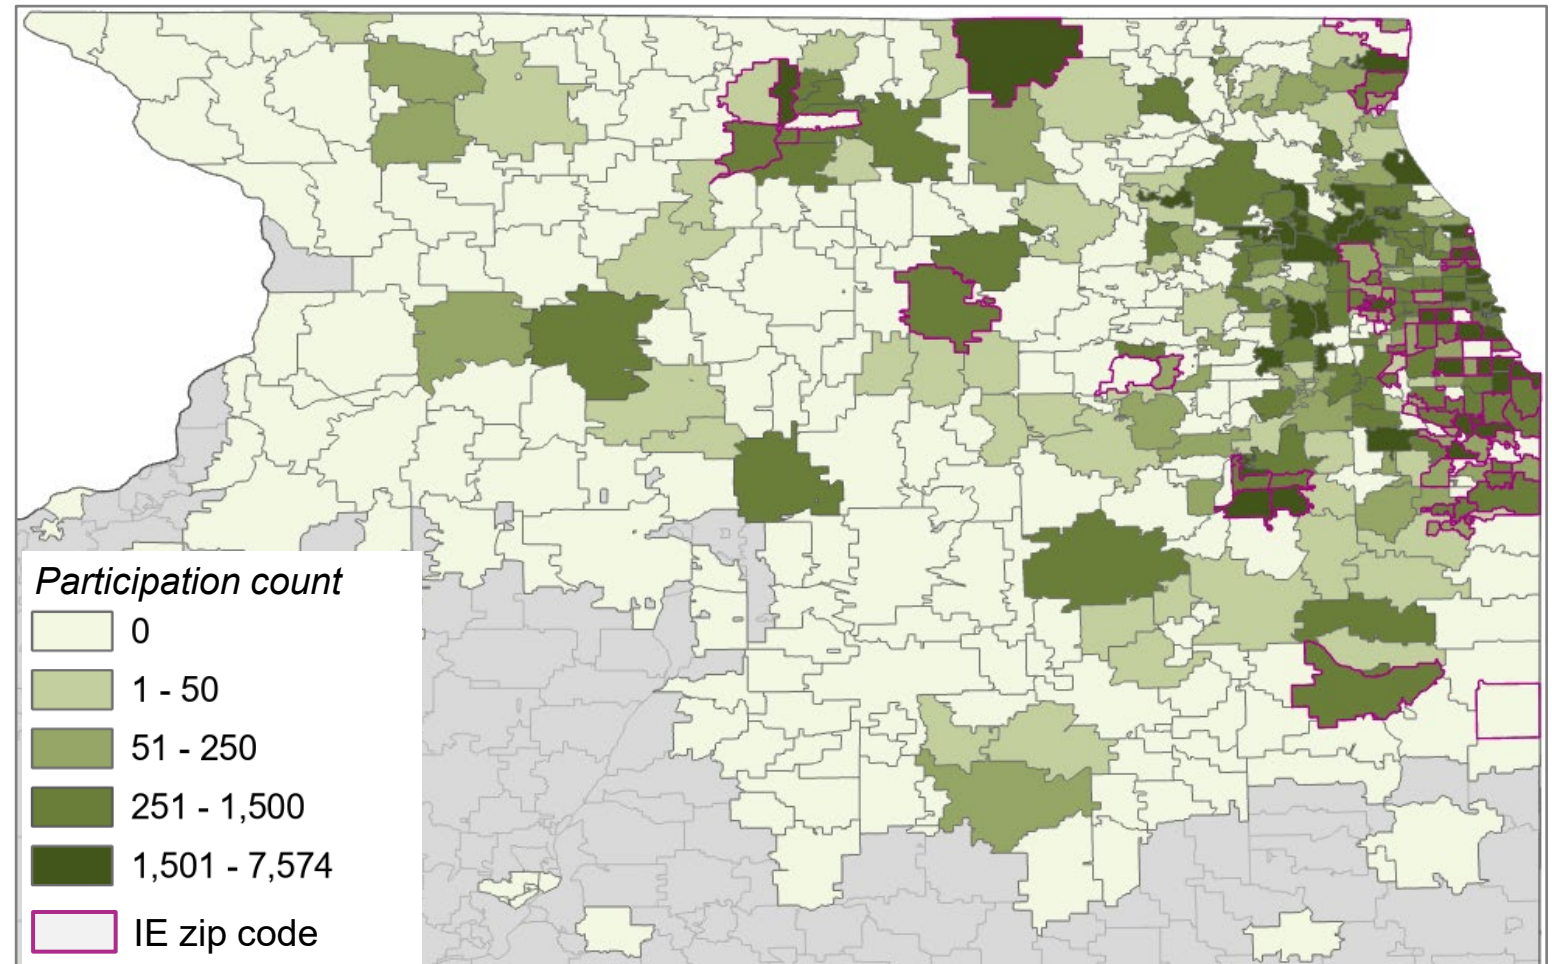 Participation count
0
1 - 50
51 - 250
251 - 1,500
1,501 - 7,574
IE zip code